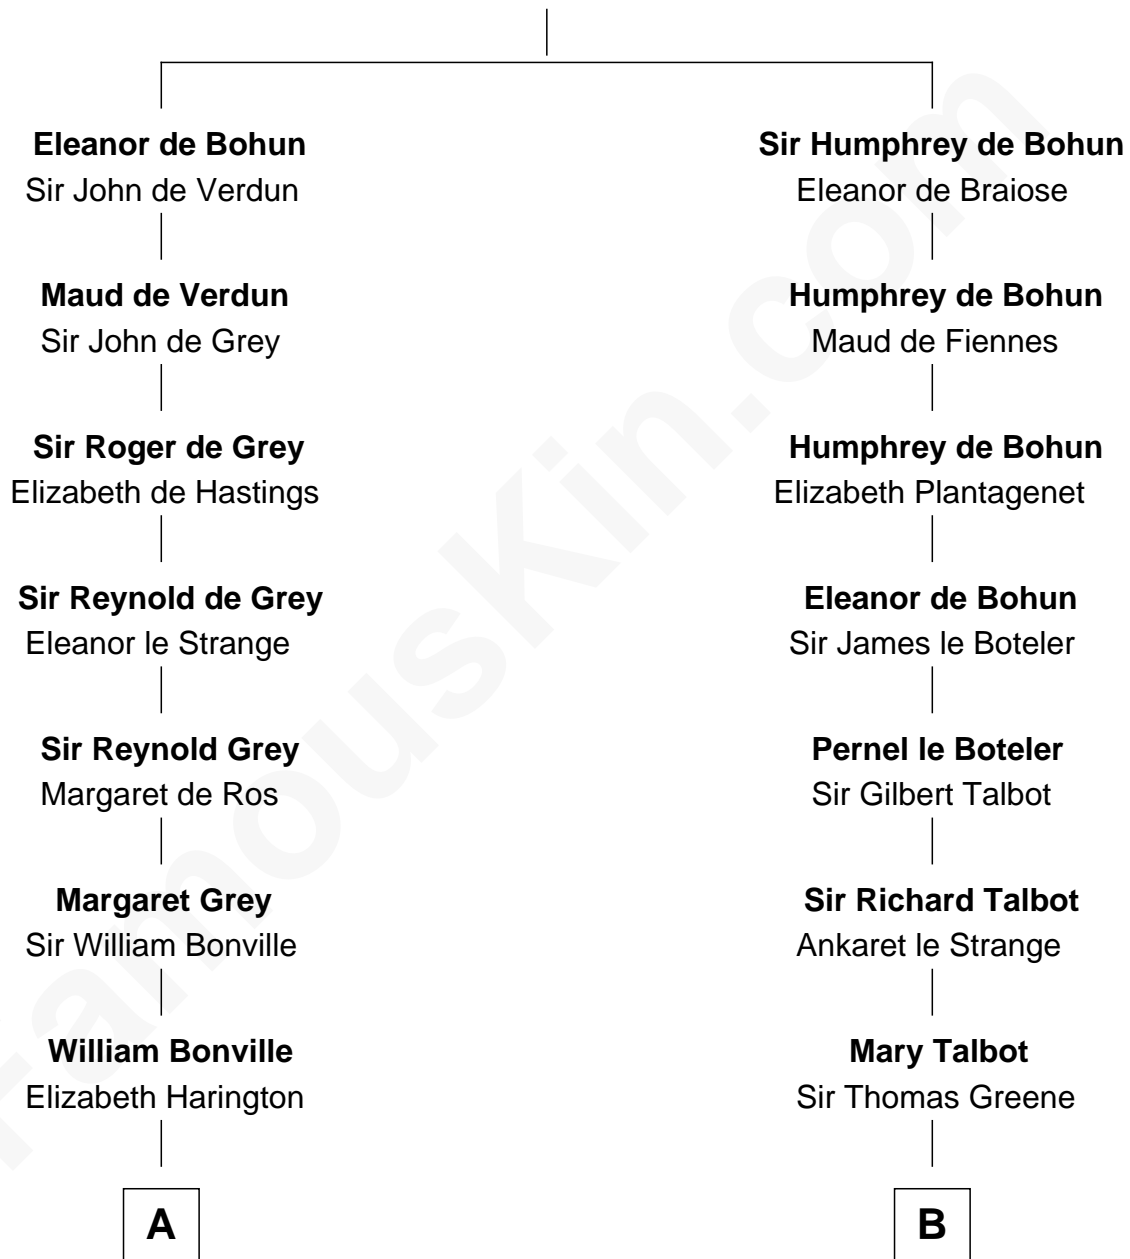 Eleanor de Bohun
Sir John de Verdun
Maud de Verdun
Sir John de Grey
Sir Roger de Grey
Elizabeth de Hastings
Sir Reynold de Grey
Eleanor le Strange
Sir Reynold Grey
Margaret de Ros
Margaret Grey
Sir William Bonville
William Bonville
Elizabeth Harington
A
Sir Humphrey de Bohun
Eleanor de Braiose
Humphrey de Bohun
Maud de Fiennes
Humphrey de Bohun
Elizabeth Plantagenet
Eleanor de Bohun
Sir James le Boteler
Pernel le Boteler
Sir Gilbert Talbot
Sir Richard Talbot
Ankaret le Strange
Mary Talbot
Sir Thomas Greene
B
FamousKin.com